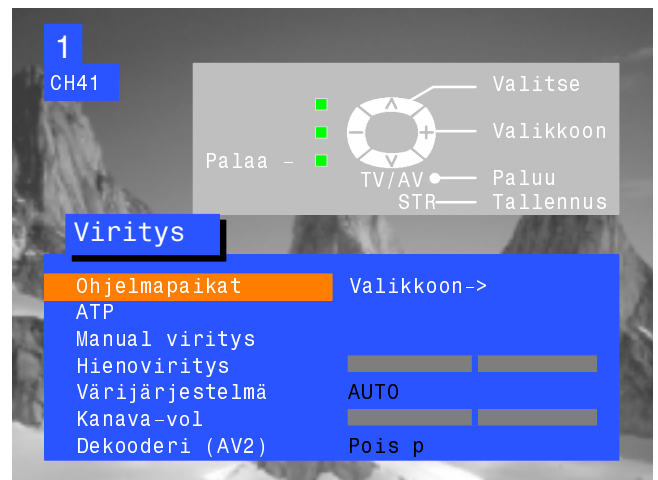 1
CH41
Valitse
Valikkoon
Palaa -
TV/AV Paluu
STR Tallennus
Viritys
Ohjelmapaikat Valikkoon->
ATP
Manual viritys
Hienoviritys
Värijärjestelmä AUTO
Kanava-vol
Dekooderi (AV2) Pois p